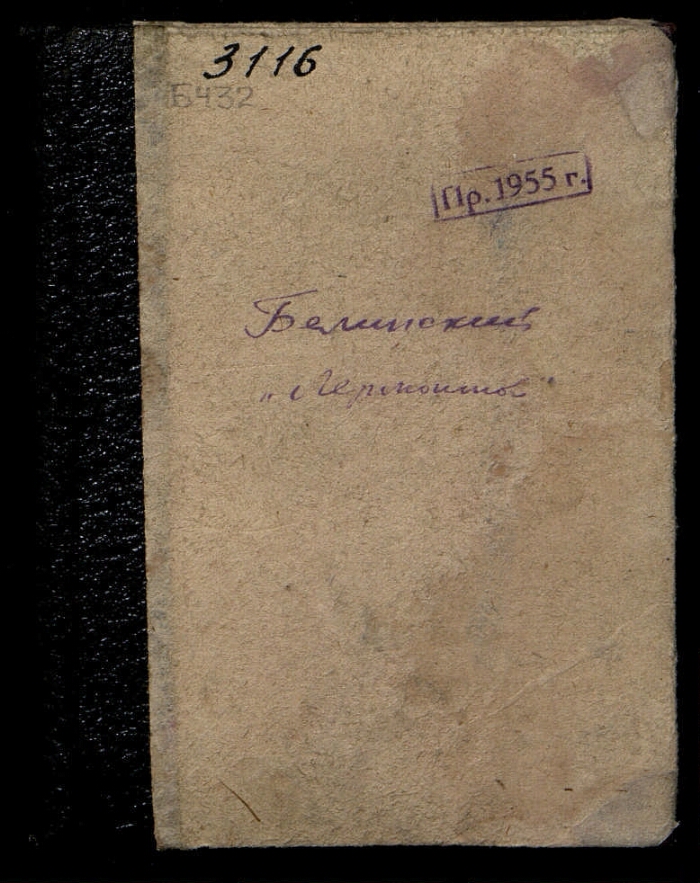 3116
Б432
Пр. 1955 г.
Белинский
„Лермонтов"